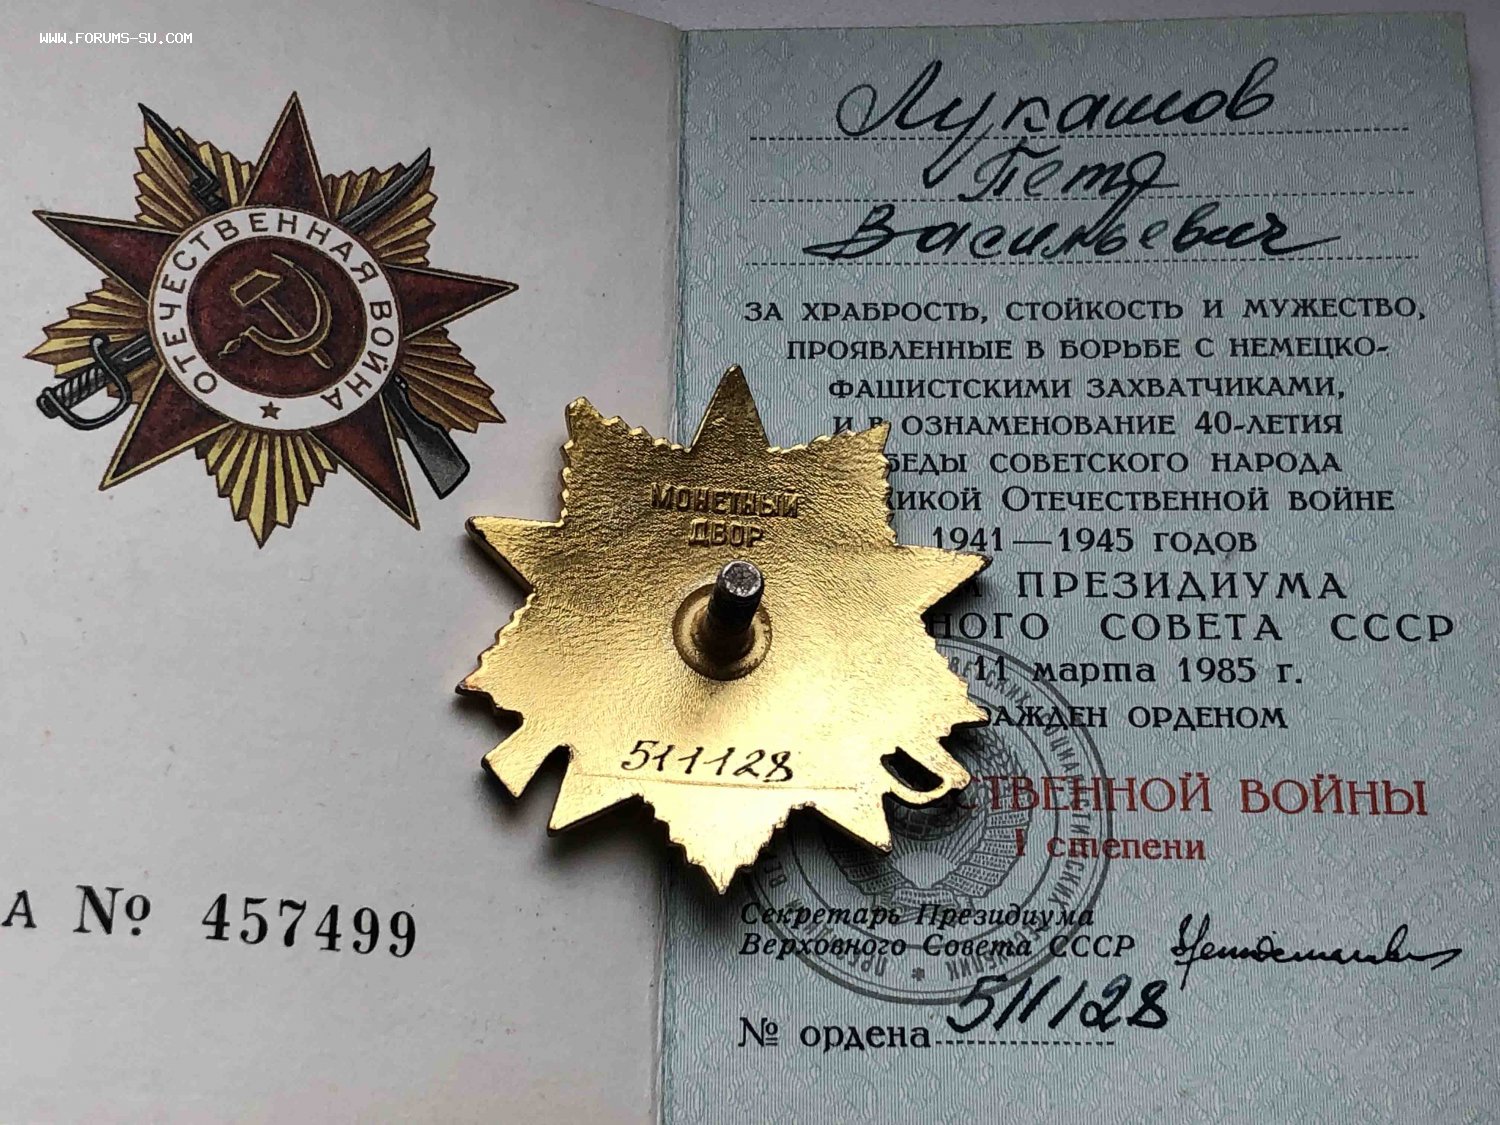 WWW.FORUMS-SU.COM
ОТЕЧЕСТВЕННАЯ ВОЙНА
А № 457499
Лукашов
Петр
Васильевич
ЗА ХРАБРОСТЬ, СТОЙКОСТЬ И МУЖЕСТВО,
ПРОЯВЛЕННЫЕ В БОРЬБЕ С НЕМЕЦКО-
ФАШИСТСКИМИ ЗАХВАТЧИКАМИ,
И В ОЗНАМЕНОВАНИЕ 40-ЛЕТИЯ
БЕДЫ СОВЕТСКОГО НАРОДА
ИКОЙ ОТЕЧЕСТВЕННОЙ ВОЙНЕ
1941—1945 ГОДОВ
М ПРЕЗИДИУМА
НОГО СОВЕТА СССР
11 марта 1985 г.
РАЖДЕН ОРДЕНОМ
ЕСТВЕННОЙ ВОЙНЫ
I степени
Секретарь Президиума
Верховного Совета СССР
№ ордена 511128
МОНЕТНЫЙ
ДВОР
511128